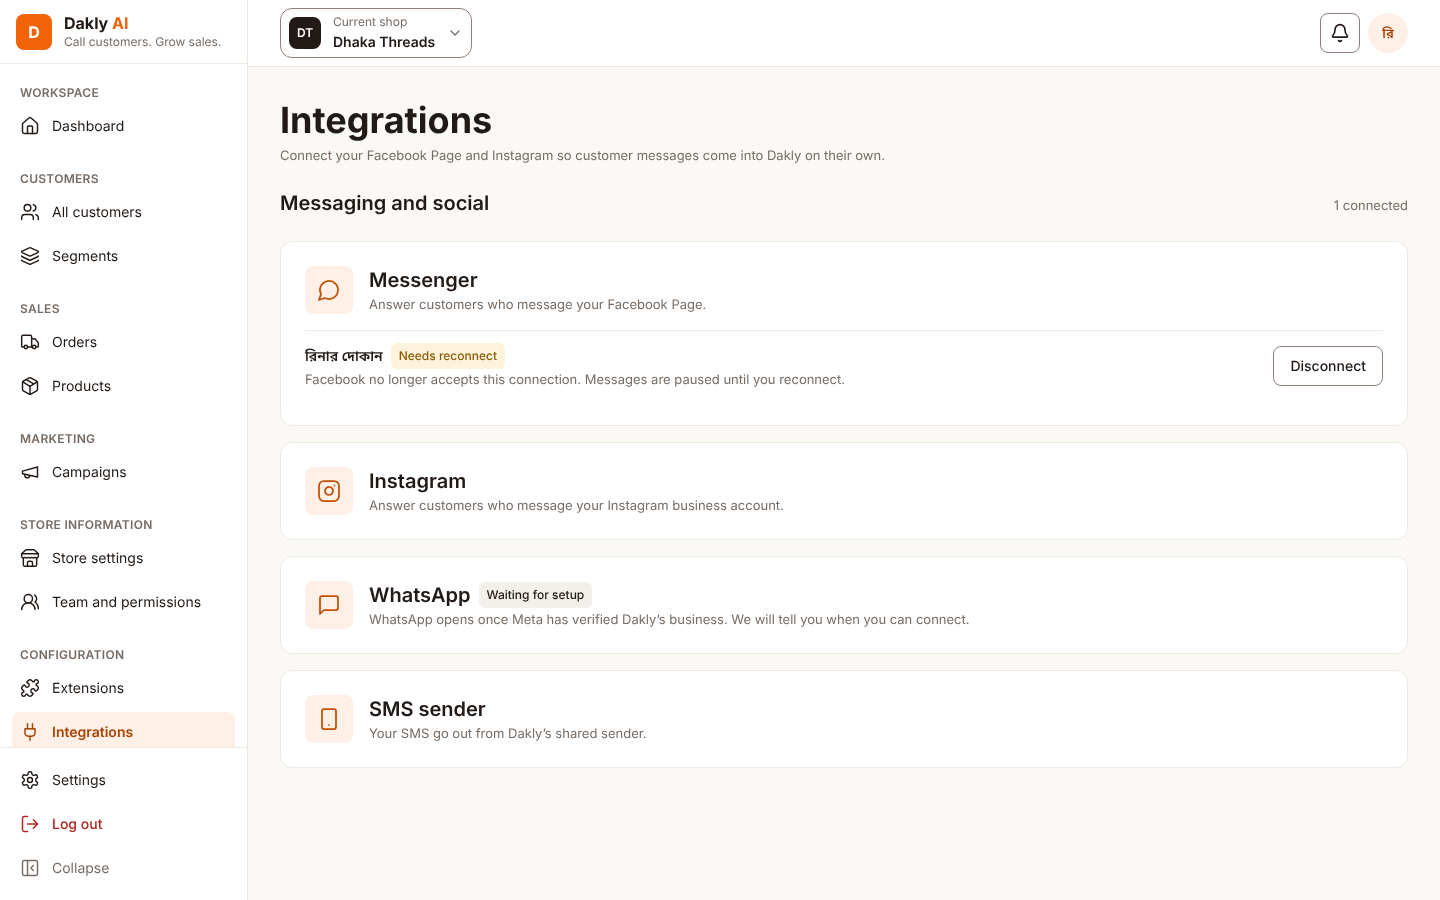 D
Dakly AI
Call customers. Grow sales.
WORKSPACE
Dashboard
CUSTOMERS
All customers
Segments
SALES
Orders
Products
MARKETING
Campaigns
STORE INFORMATION
Store settings
Team and permissions
CONFIGURATION
Extensions
Integrations
Settings
Log out
Collapse
DT
Current shop
Dhaka Threads
রি
Integrations
Connect your Facebook Page and Instagram so customer messages come into Dakly on their own.
Messaging and social
1 connected
Messenger
Answer customers who message your Facebook Page.
রিনার দোকান Needs reconnect
Facebook no longer accepts this connection. Messages are paused until you reconnect.
Disconnect
Instagram
Answer customers who message your Instagram business account.
WhatsApp Waiting for setup
WhatsApp opens once Meta has verified Dakly’s business. We will tell you when you can connect.
SMS sender
Your SMS go out from Dakly’s shared sender.